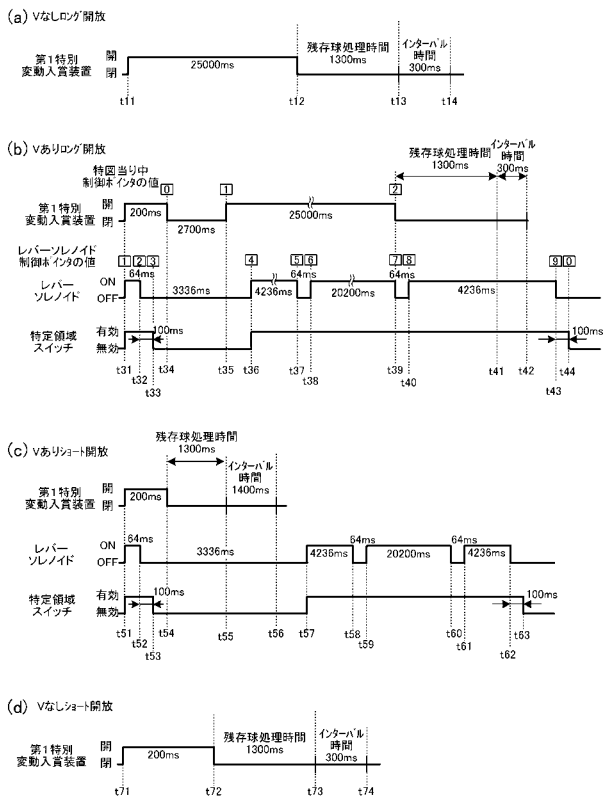 (a) Vなしロング開放
第1特別
変動入賞装置
開
閉
25000ms
残存球処理時間
1300ms
インターバル
時間
300ms
t11 t12 t13 t14
(b) Vありロング開放
特図当り中
制御ポインタの値
0 1 2
残存球処理時間
1300ms
インターバル
時間
300ms
第1特別
変動入賞装置
開
閉
200ms
2700ms
25000ms
レバーソレノイド
制御ポインタの値
1 2 3 4 5 6 7 8 9 0
レバー
ソレノイド
ON
OFF
64ms
3336ms
4236ms
64ms
20200ms
64ms
4236ms
特定領域
スイッチ
有効
無効
100ms
100ms
t31 t34 t35 t36 t37 t39 t41 t42 t44
t32 t38 t40 t43
t33
(c) Vありショート開放
残存球処理時間
1300ms
インターバル
時間
1400ms
第1特別
変動入賞装置
開
閉
200ms
レバー
ソレノイド
ON
OFF
64ms
3336ms
4236ms
64ms
20200ms
64ms
4236ms
特定領域
スイッチ
有効
無効
100ms
100ms
t51 t54 t55 t56 t57 t58 t60 t63
t52 t59 t61
t53 t62
(d) Vなしショート開放
第1特別
変動入賞装置
開
閉
200ms
残存球処理時間
1300ms
インターバル
時間
300ms
t71 t72 t73 t74